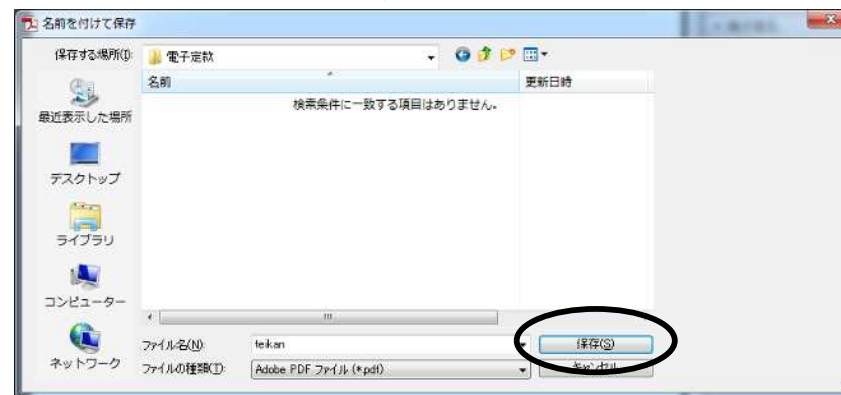 名前を付けて保存
保存する場所(I):
電子定款
名前
更新日時
検索条件に一致する項目はありません。
最近表示した場所
デスクトップ
ライブラリ
コンピューター
ネットワーク
ファイル名(N):
teikan
保存(S)
ファイルの種類(T):
Adobe PDF ファイル (*.pdf)
キャンセル